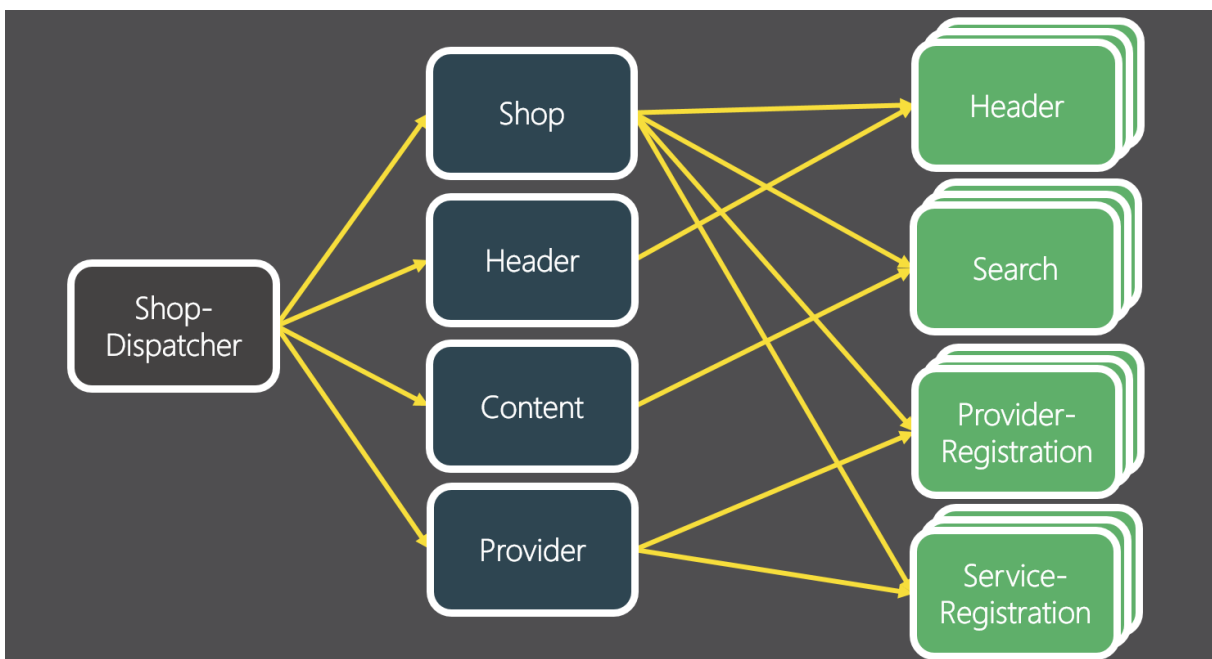 Shop-
Dispatcher
Shop
Header
Content
Provider
Header
Search
Provider-
Registration
Service-
Registration